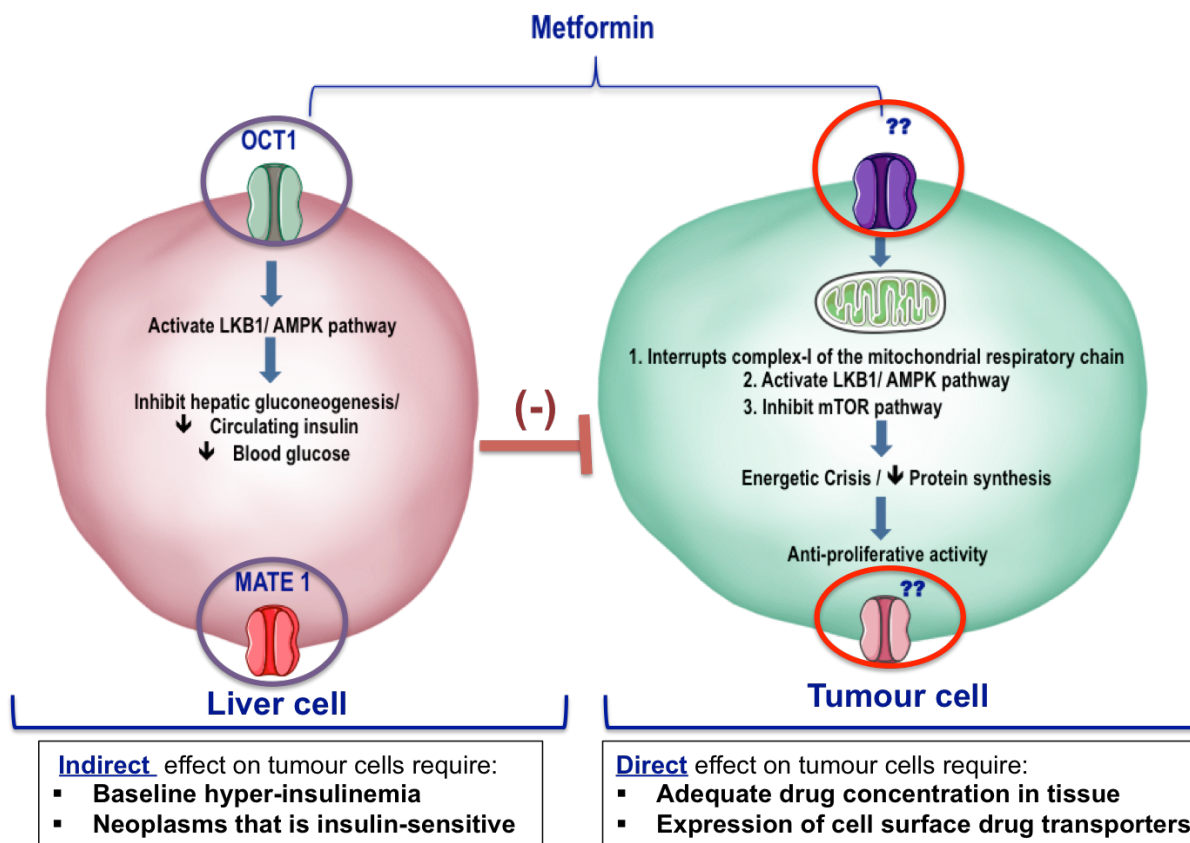 Metformin
OCT1
Activate LKB1/ AMPK pathway
Inhibit hepatic gluconeogenesis/
↓ Circulating insulin
↓ Blood glucose
MATE 1
Liver cell
(-)
??
1. Interrupts complex-I of the mitochondrial respiratory chain
2. Activate LKB1/ AMPK pathway
3. Inhibit mTOR pathway
Energetic Crisis / ↓ Protein synthesis
Anti-proliferative activity
??
Tumour cell
Indirect effect on tumour cells require:
▪ Baseline hyper-insulinemia
▪ Neoplasms that is insulin-sensitive
Direct effect on tumour cells require:
▪ Adequate drug concentration in tissue
▪ Expression of cell surface drug transporters